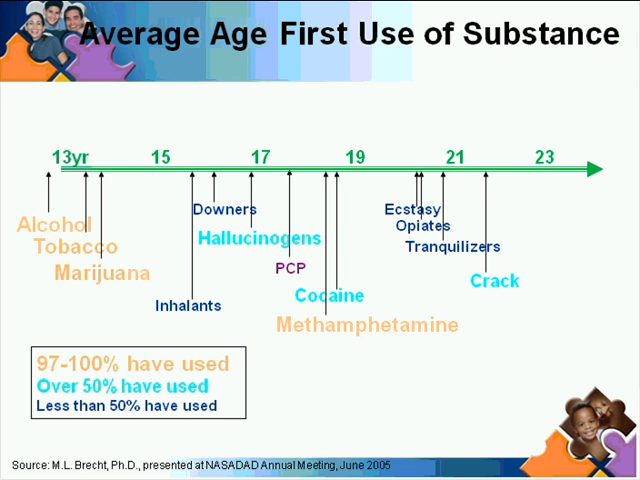 Average Age First Use of Substance
13yr 15 17 19 21 23
Downers Ecstasy
Alcohol Opiates
Hallucinogens
Tobacco Tranquilizers
Marijuana PCP
Crack
Cocaine
Inhalants
Methamphetamine
97-100% have used
Over 50% have used
Less than 50% have used
Source: M.L. Brecht, Ph.D., presented at NASADAD Annual Meeting, June 2005